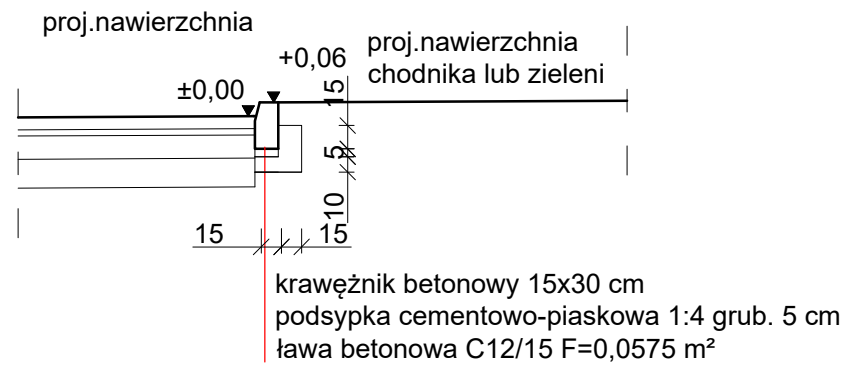 proj.nawierzchnia
+0,06
proj.nawierzchnia
chodnika lub zieleni
±0,00
15
5
10
15
15
krawężnik betonowy 15x30 cm
podsypka cementowo-piaskowa 1:4 grub. 5 cm
ława betonowa C12/15 F=0,0575 m²